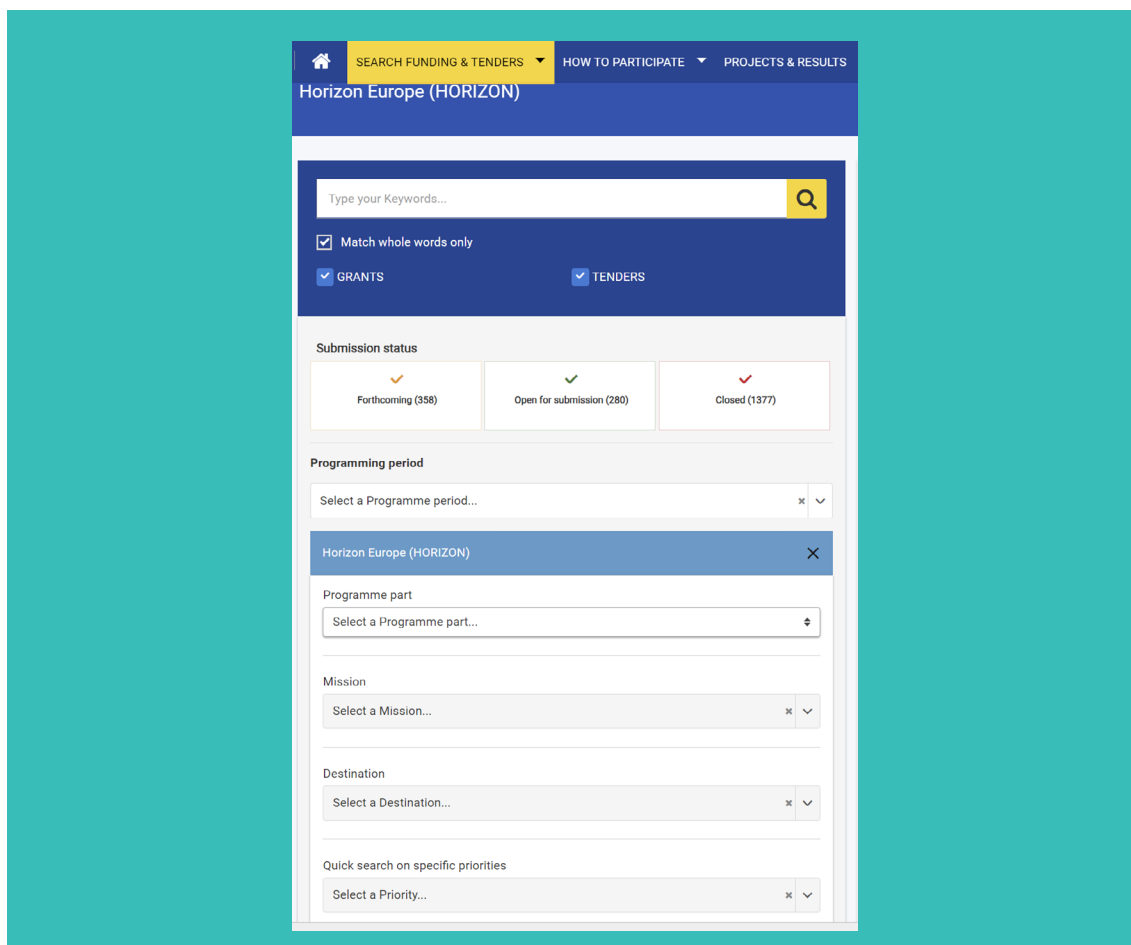 SEARCH FUNDING & TENDERS HOW TO PARTICIPATE PROJECTS & RESULTS
Horizon Europe (HORIZON)
Type your Keywords...
Match whole words only
GRANTS TENDERS
Submission status
Forthcoming (358) Open for submission (280) Closed (1377)
Programming period
Select a Programme period...
Horizon Europe (HORIZON)
Programme part
Select a Programme part...
Mission
Select a Mission...
Destination
Select a Destination...
Quick search on specific priorities
Select a Priority...